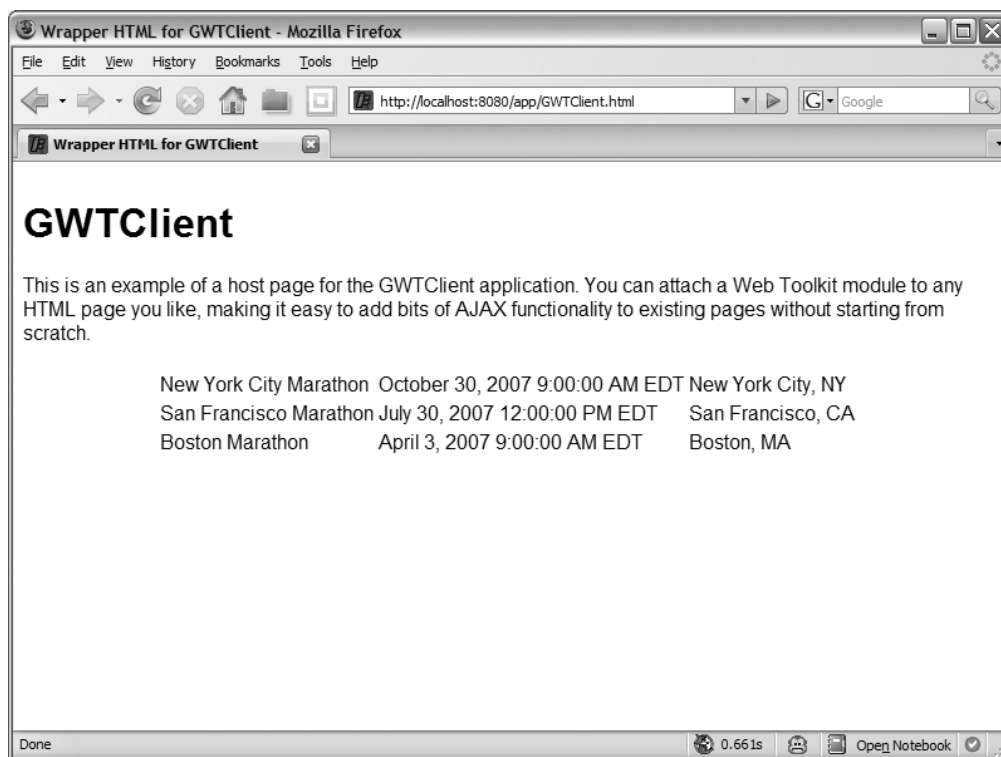 Wrapper HTML for GWTClient - Mozilla Firefox
File Edit View History Bookmarks Tools Help
http://localhost:8080/app/GWTClient.html G Google
Wrapper HTML for GWTClient
GWTClient
This is an example of a host page for the GWTClient application. You can attach a Web Toolkit module to any
HTML page you like, making it easy to add bits of AJAX functionality to existing pages without starting from
scratch.
New York City Marathon October 30, 2007 9:00:00 AM EDT New York City, NY
San Francisco Marathon July 30, 2007 12:00:00 PM EDT San Francisco, CA
Boston Marathon April 3, 2007 9:00:00 AM EDT Boston, MA
Done 0.661s Open Notebook